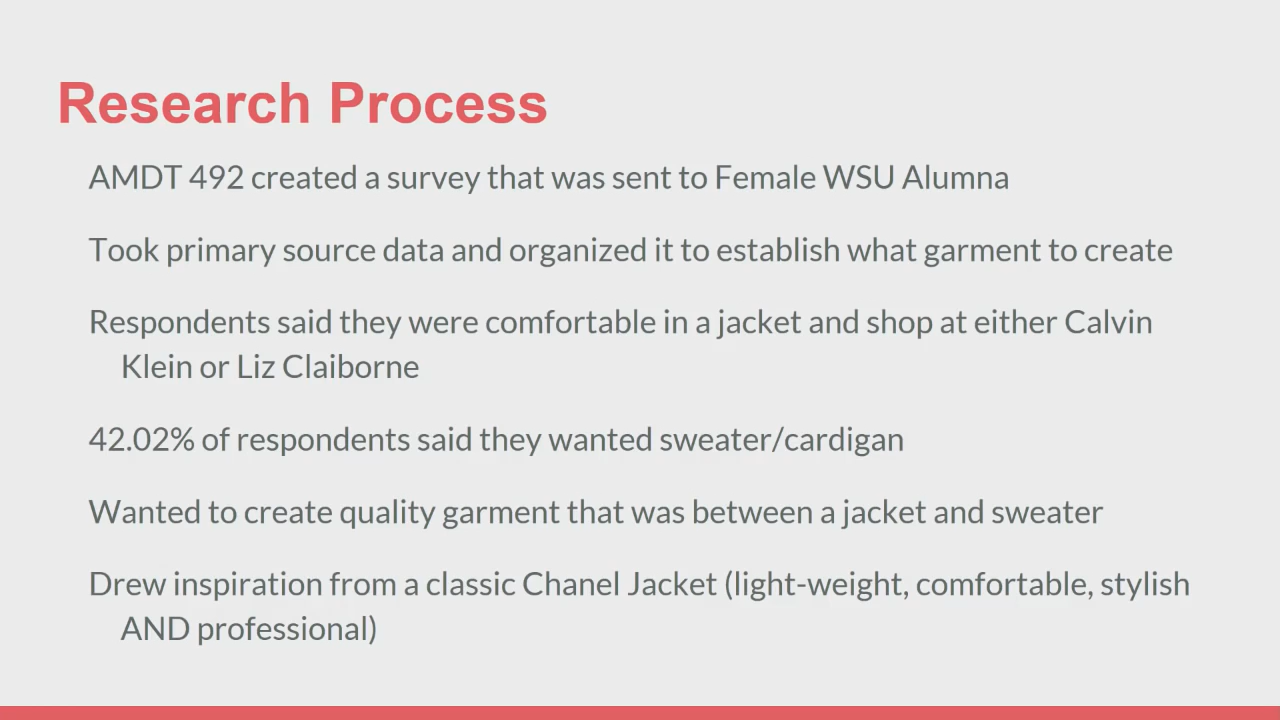 Research Process
AMDT 492 created a survey that was sent to Female WSU Alumna
Took primary source data and organized it to establish what garment to create
Respondents said they were comfortable in a jacket and shop at either Calvin
Klein or Liz Claiborne
42.02% of respondents said they wanted sweater/cardigan
Wanted to create quality garment that was between a jacket and sweater
Drew inspiration from a classic Chanel Jacket (light-weight, comfortable, stylish
AND professional)